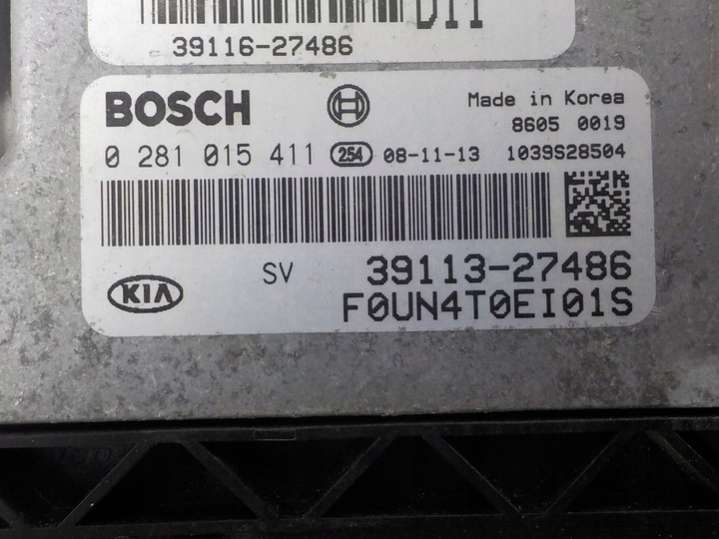 D11
39116-27486
BOSCH
Made in Korea
8605 0019
0 281 015 411 254 08-11-13 1039S28504
SV 39113-27486
KIA F0UN4T0EI01S